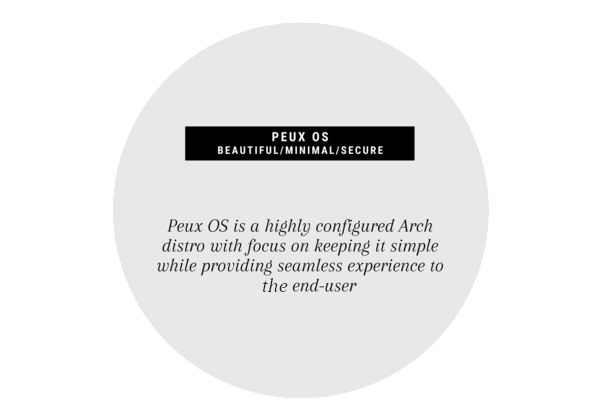 PEUX OS
BEAUTIFUL/MINIMAL/SECURE
Peux OS is a highly configured Arch
distro with focus on keeping it simple
while providing seamless experience to
the end-user